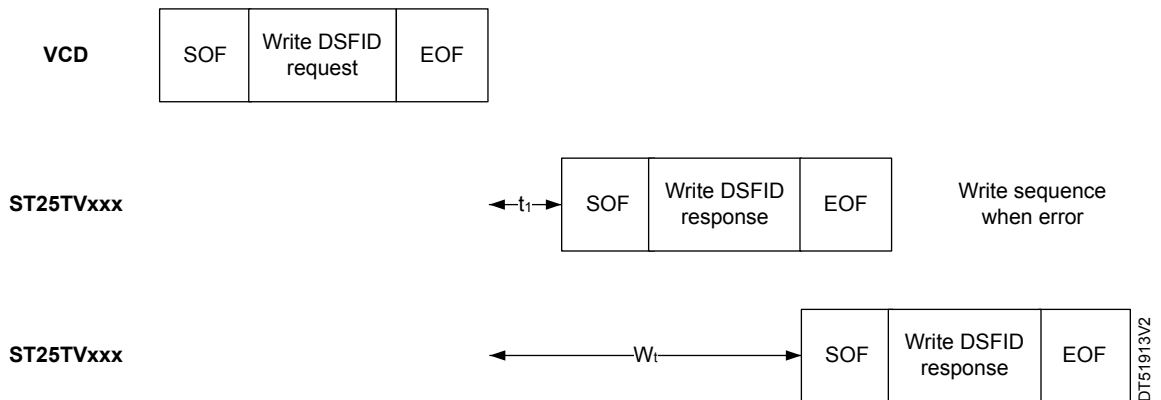 VCD
SOF
Write DSFID
request
EOF
ST25TVxxx
t₁
SOF
Write DSFID
response
EOF
Write sequence
when error
ST25TVxxx
Wt
SOF
Write DSFID
response
EOF
DT51913V2